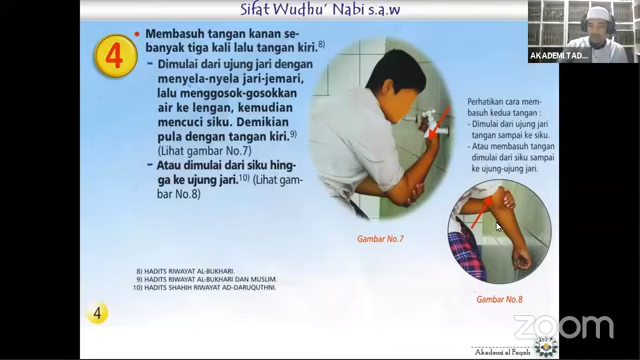 Sifat Wudhu' Nabi s.a.w
4
• Membasuh tangan kanan se-
banyak tiga kali lalu tangan kiri.8)
– Dimulai dari ujung jari dengan
menyela-nyela jari-jemari,
lalu menggosok-gosokkan
air ke lengan, kemudian
mencuci siku. Demikian
pula dengan tangan kiri.9)
(Lihat gambar No.7)
– Atau dimulai dari siku hing-
ga ke ujung jari.10) (Lihat gam-
bar No.8)
Gambar No.7
Perhatikan cara mem-
basuh kedua tangan :
- Dimulai dari ujung jari
tangan sampai ke siku.
- Atau membasuh tangan
dimulai dari siku sampai
ke ujung-ujung jari.
Gambar No.8
8) HADITS RIWAYAT AL-BUKHARI.
9) HADITS RIWAYAT AL-BUKHARI DAN MUSLIM.
10) HADITS SHAHIH RIWAYAT AD-DARUQUTHNI.
4
Akademi al Faqeh
AKADEMI TAD...
zoom